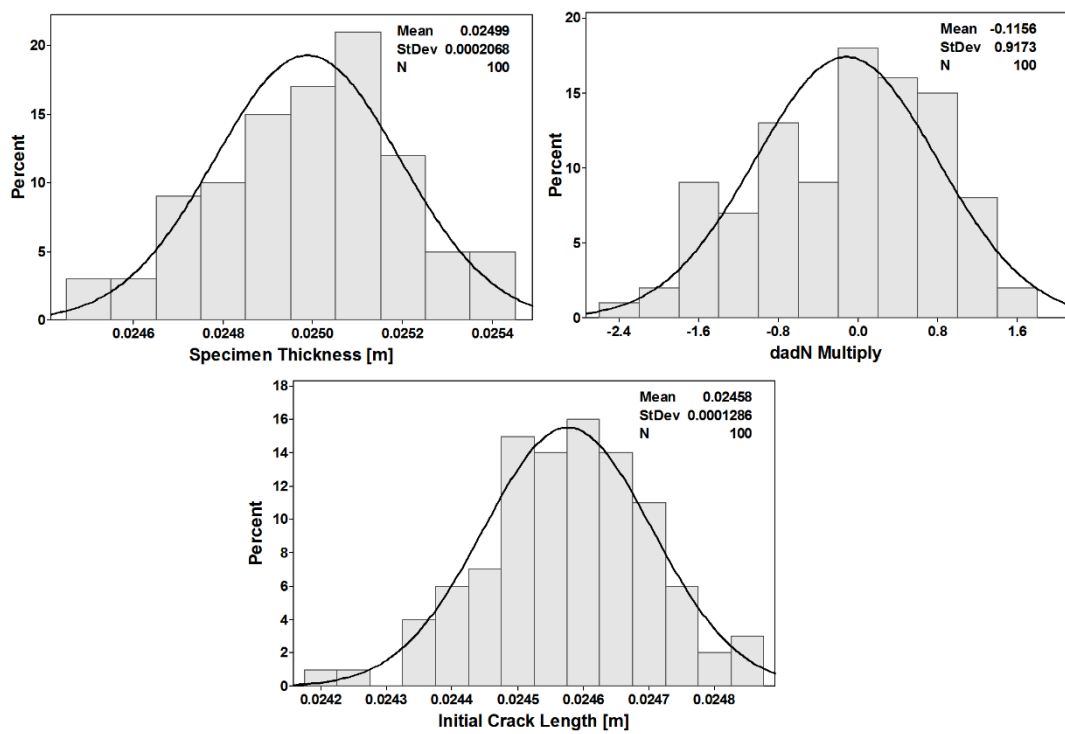 Mean 0.02499
StDev 0.0002068
N 100
20
15
10
5
0
Percent
0.0246 0.0248 0.0250 0.0252 0.0254
Specimen Thickness [m]
Mean -0.1156
StDev 0.9173
N 100
20
15
10
5
0
Percent
-2.4 -1.6 -0.8 0.0 0.8 1.6
dadN Multiply
Mean 0.02458
StDev 0.0001286
N 100
18
16
14
12
10
8
6
4
2
0
Percent
0.0242 0.0243 0.0244 0.0245 0.0246 0.0247 0.0248
Initial Crack Length [m]